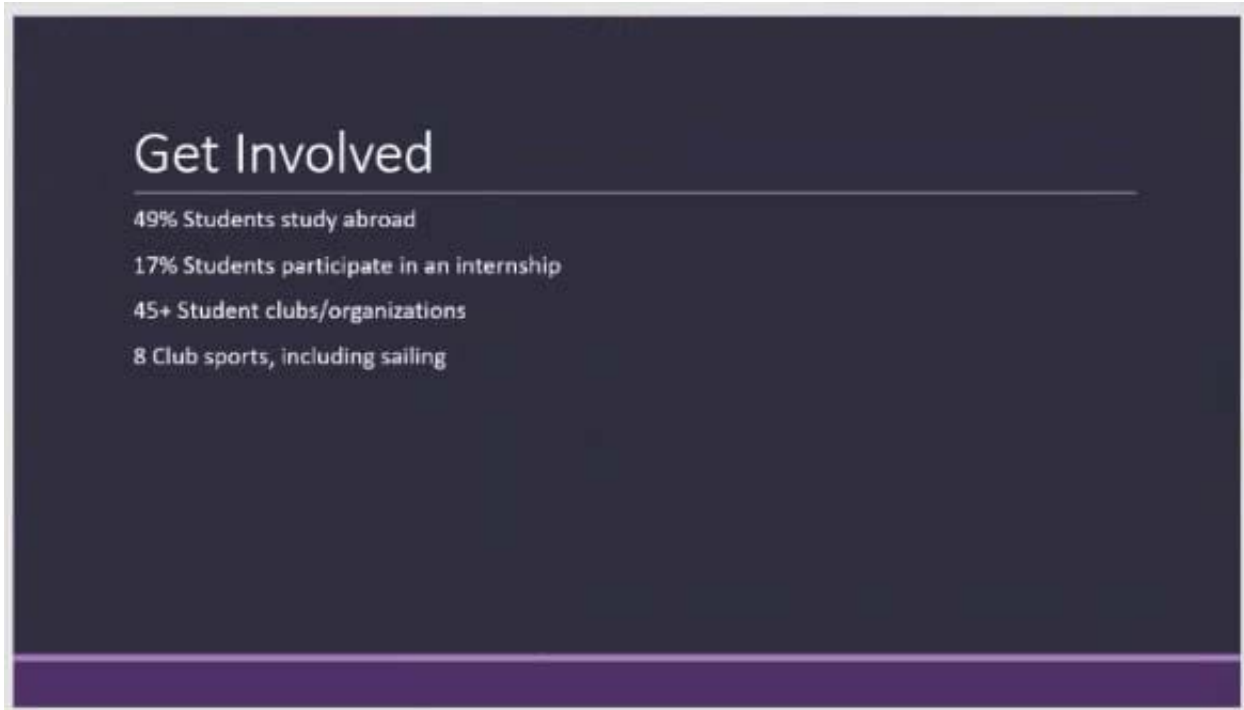 Get Involved
49% Students study abroad
17% Students participate in an internship
45+ Student clubs/organizations
8 Club sports, including sailing